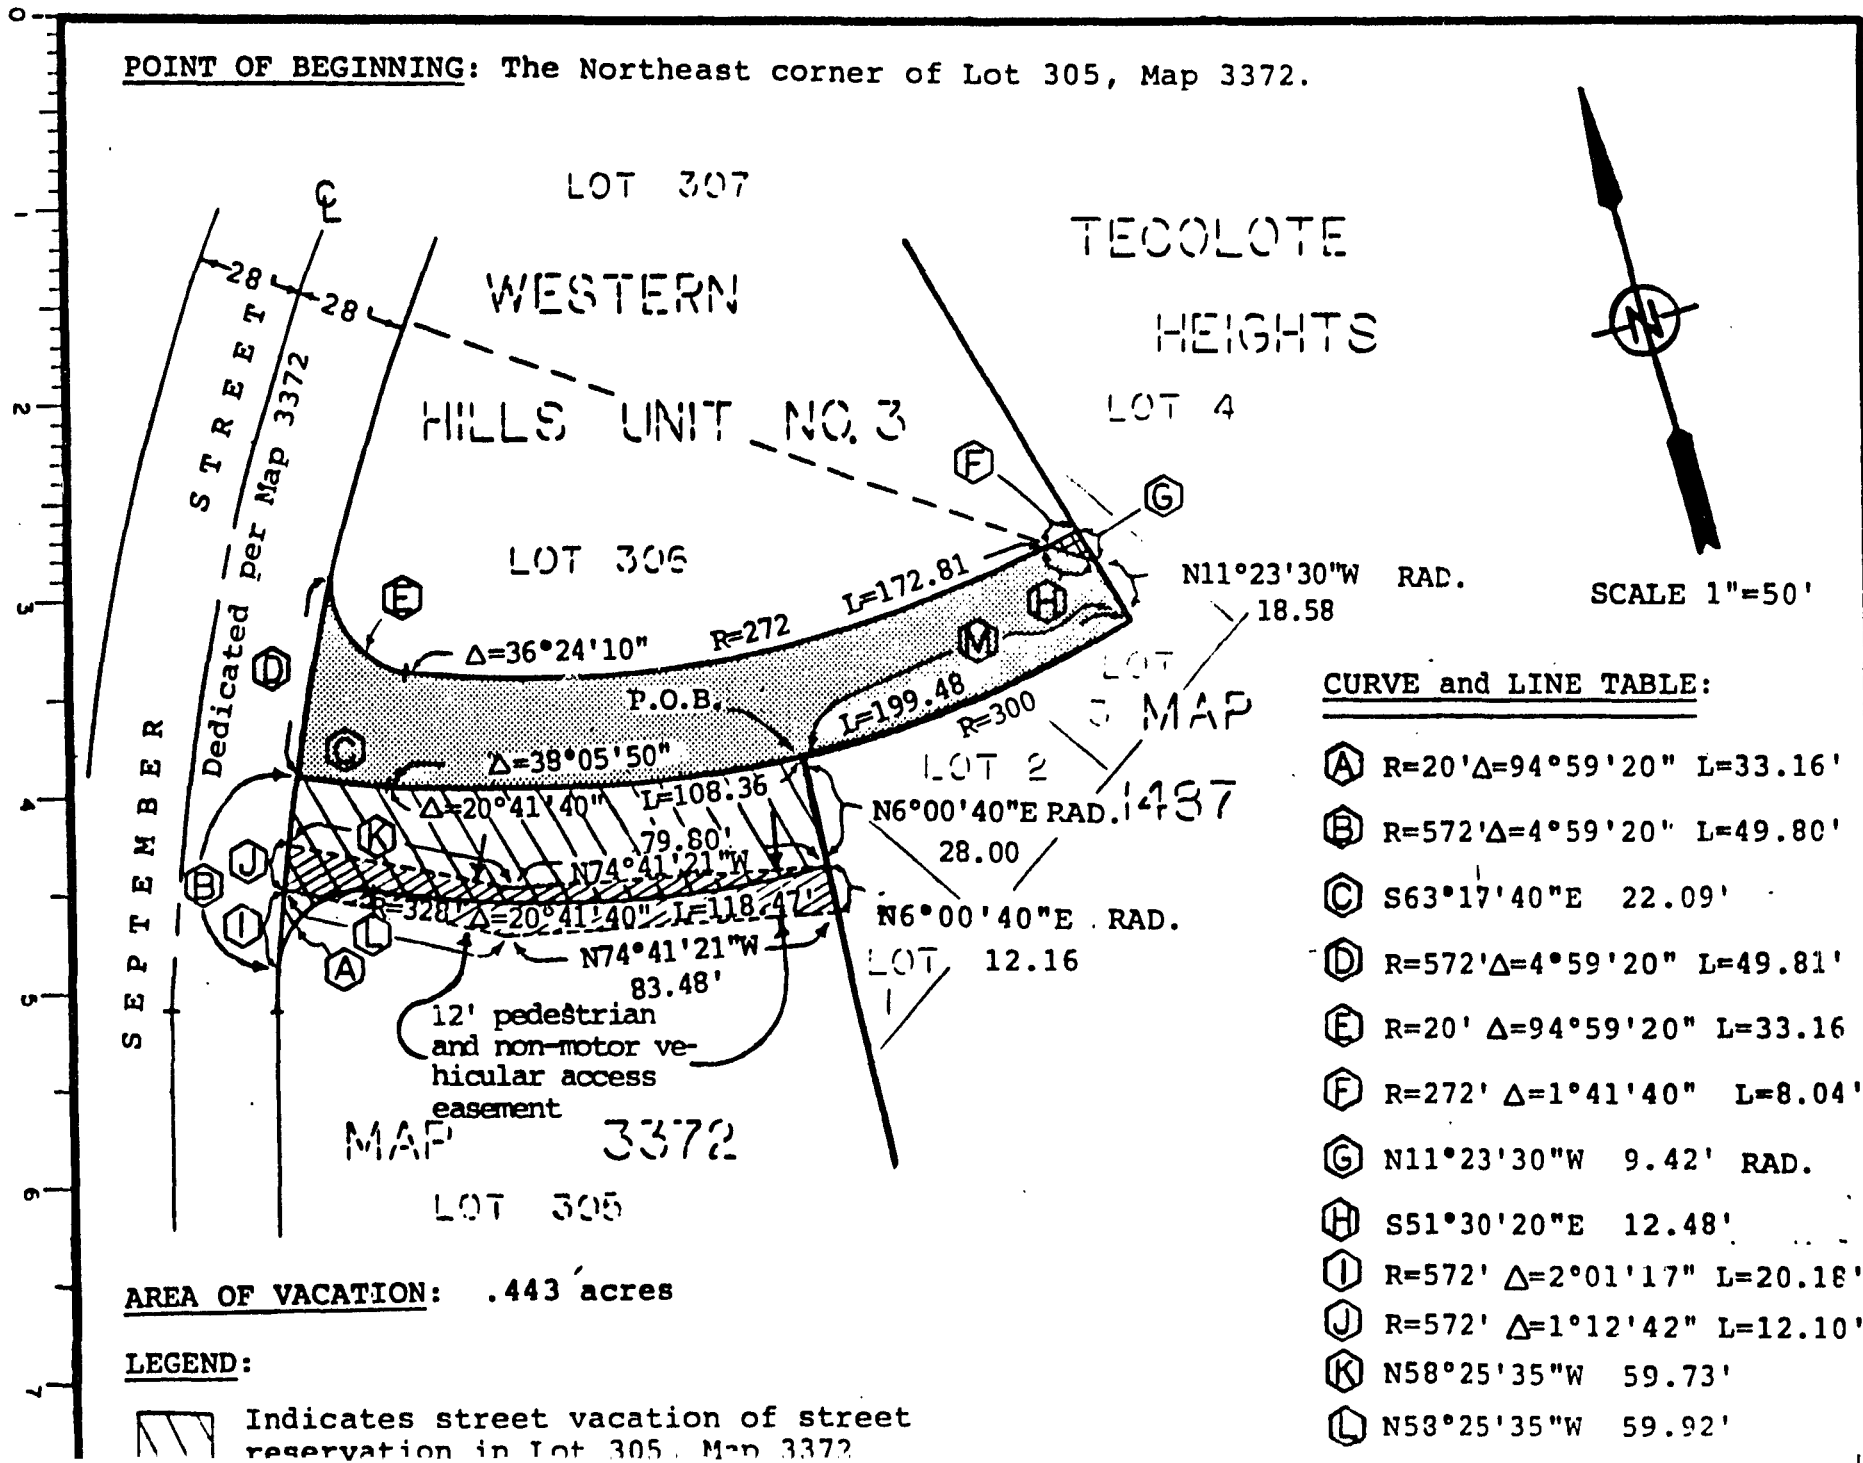 0
1
2
3
4
5
6
7
POINT OF BEGINNING: The Northeast corner of Lot 305, Map 3372.
LOT 307
WESTERN
HILLS UNIT NO. 3
LOT 306
TECOLOTE
HEIGHTS
LOT 4
28
28
SEPTEMBER STREET
Dedicated per Map 3372
N
SCALE 1"=50'
F
G
E
D
C
H
M
K
J
B
I
L
A
Δ=36°24'10" R=272 L=172.81
N11°23'30"W RAD.
18.58
P.O.B.
L=199.48
R=300
Δ=38°05'50"
Δ=20°41'40" L=108.36
79.80'
N74°41'21"W
R=328' Δ=20°41'40" L=118.47'
N74°41'21"W
83.48'
LOT
3 MAP
1487
LOT 2
N6°00'40"E RAD.
28.00
N6°00'40"E RAD.
12.16
LOT
1
12' pedestrian
and non-motor ve-
hicular access
easement
MAP 3372
LOT 305
CURVE and LINE TABLE:
A R=20' Δ=94°59'20" L=33.16'
B R=572' Δ=4°59'20" L=49.80'
C S63°17'40"E 22.09'
D R=572' Δ=4°59'20" L=49.81'
E R=20' Δ=94°59'20" L=33.16
F R=272' Δ=1°41'40" L=8.04'
G N11°23'30"W 9.42' RAD.
H S51°30'20"E 12.48'
I R=572' Δ=2°01'17" L=20.18'
J R=572' Δ=1°12'42" L=12.10'
K N58°25'35"W 59.73'
L N58°25'35"W 59.92'
AREA OF VACATION: .443 acres
LEGEND:
Indicates street vacation of street
reservation in Lot 305, Map 3372